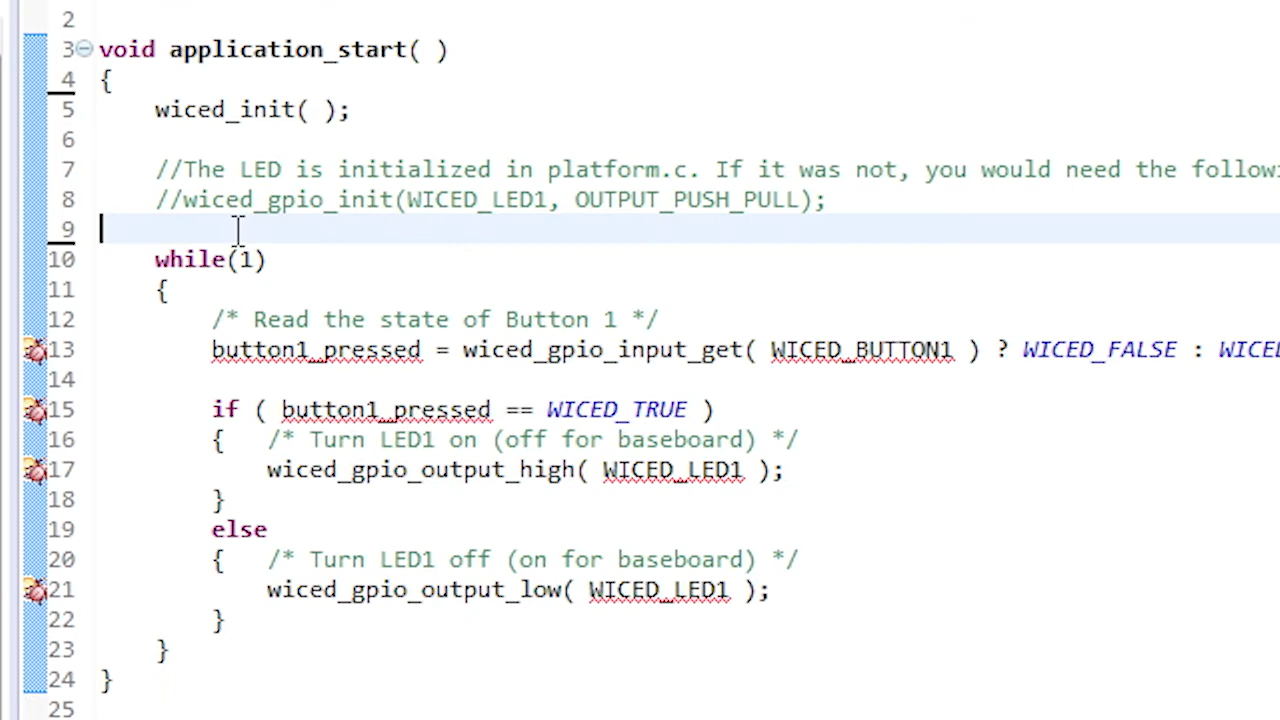 2
3 void application_start( )
4 {
5 wiced_init( );
6
7 //The LED is initialized in platform.c. If it was not, you would need the
8 //wiced_gpio_init(WICED_LED1, OUTPUT_PUSH_PULL);
9
10 while(1)
11 {
12 /* Read the state of Button 1 */
13 button1_pressed = wiced_gpio_input_get( WICED_BUTTON1 ) ? WICED_FALSE :
14
15 if ( button1_pressed == WICED_TRUE )
16 { /* Turn LED1 on (off for baseboard) */
17 wiced_gpio_output_high( WICED_LED1 );
18 }
19 else
20 { /* Turn LED1 off (on for baseboard) */
21 wiced_gpio_output_low( WICED_LED1 );
22 }
23 }
24 }
25